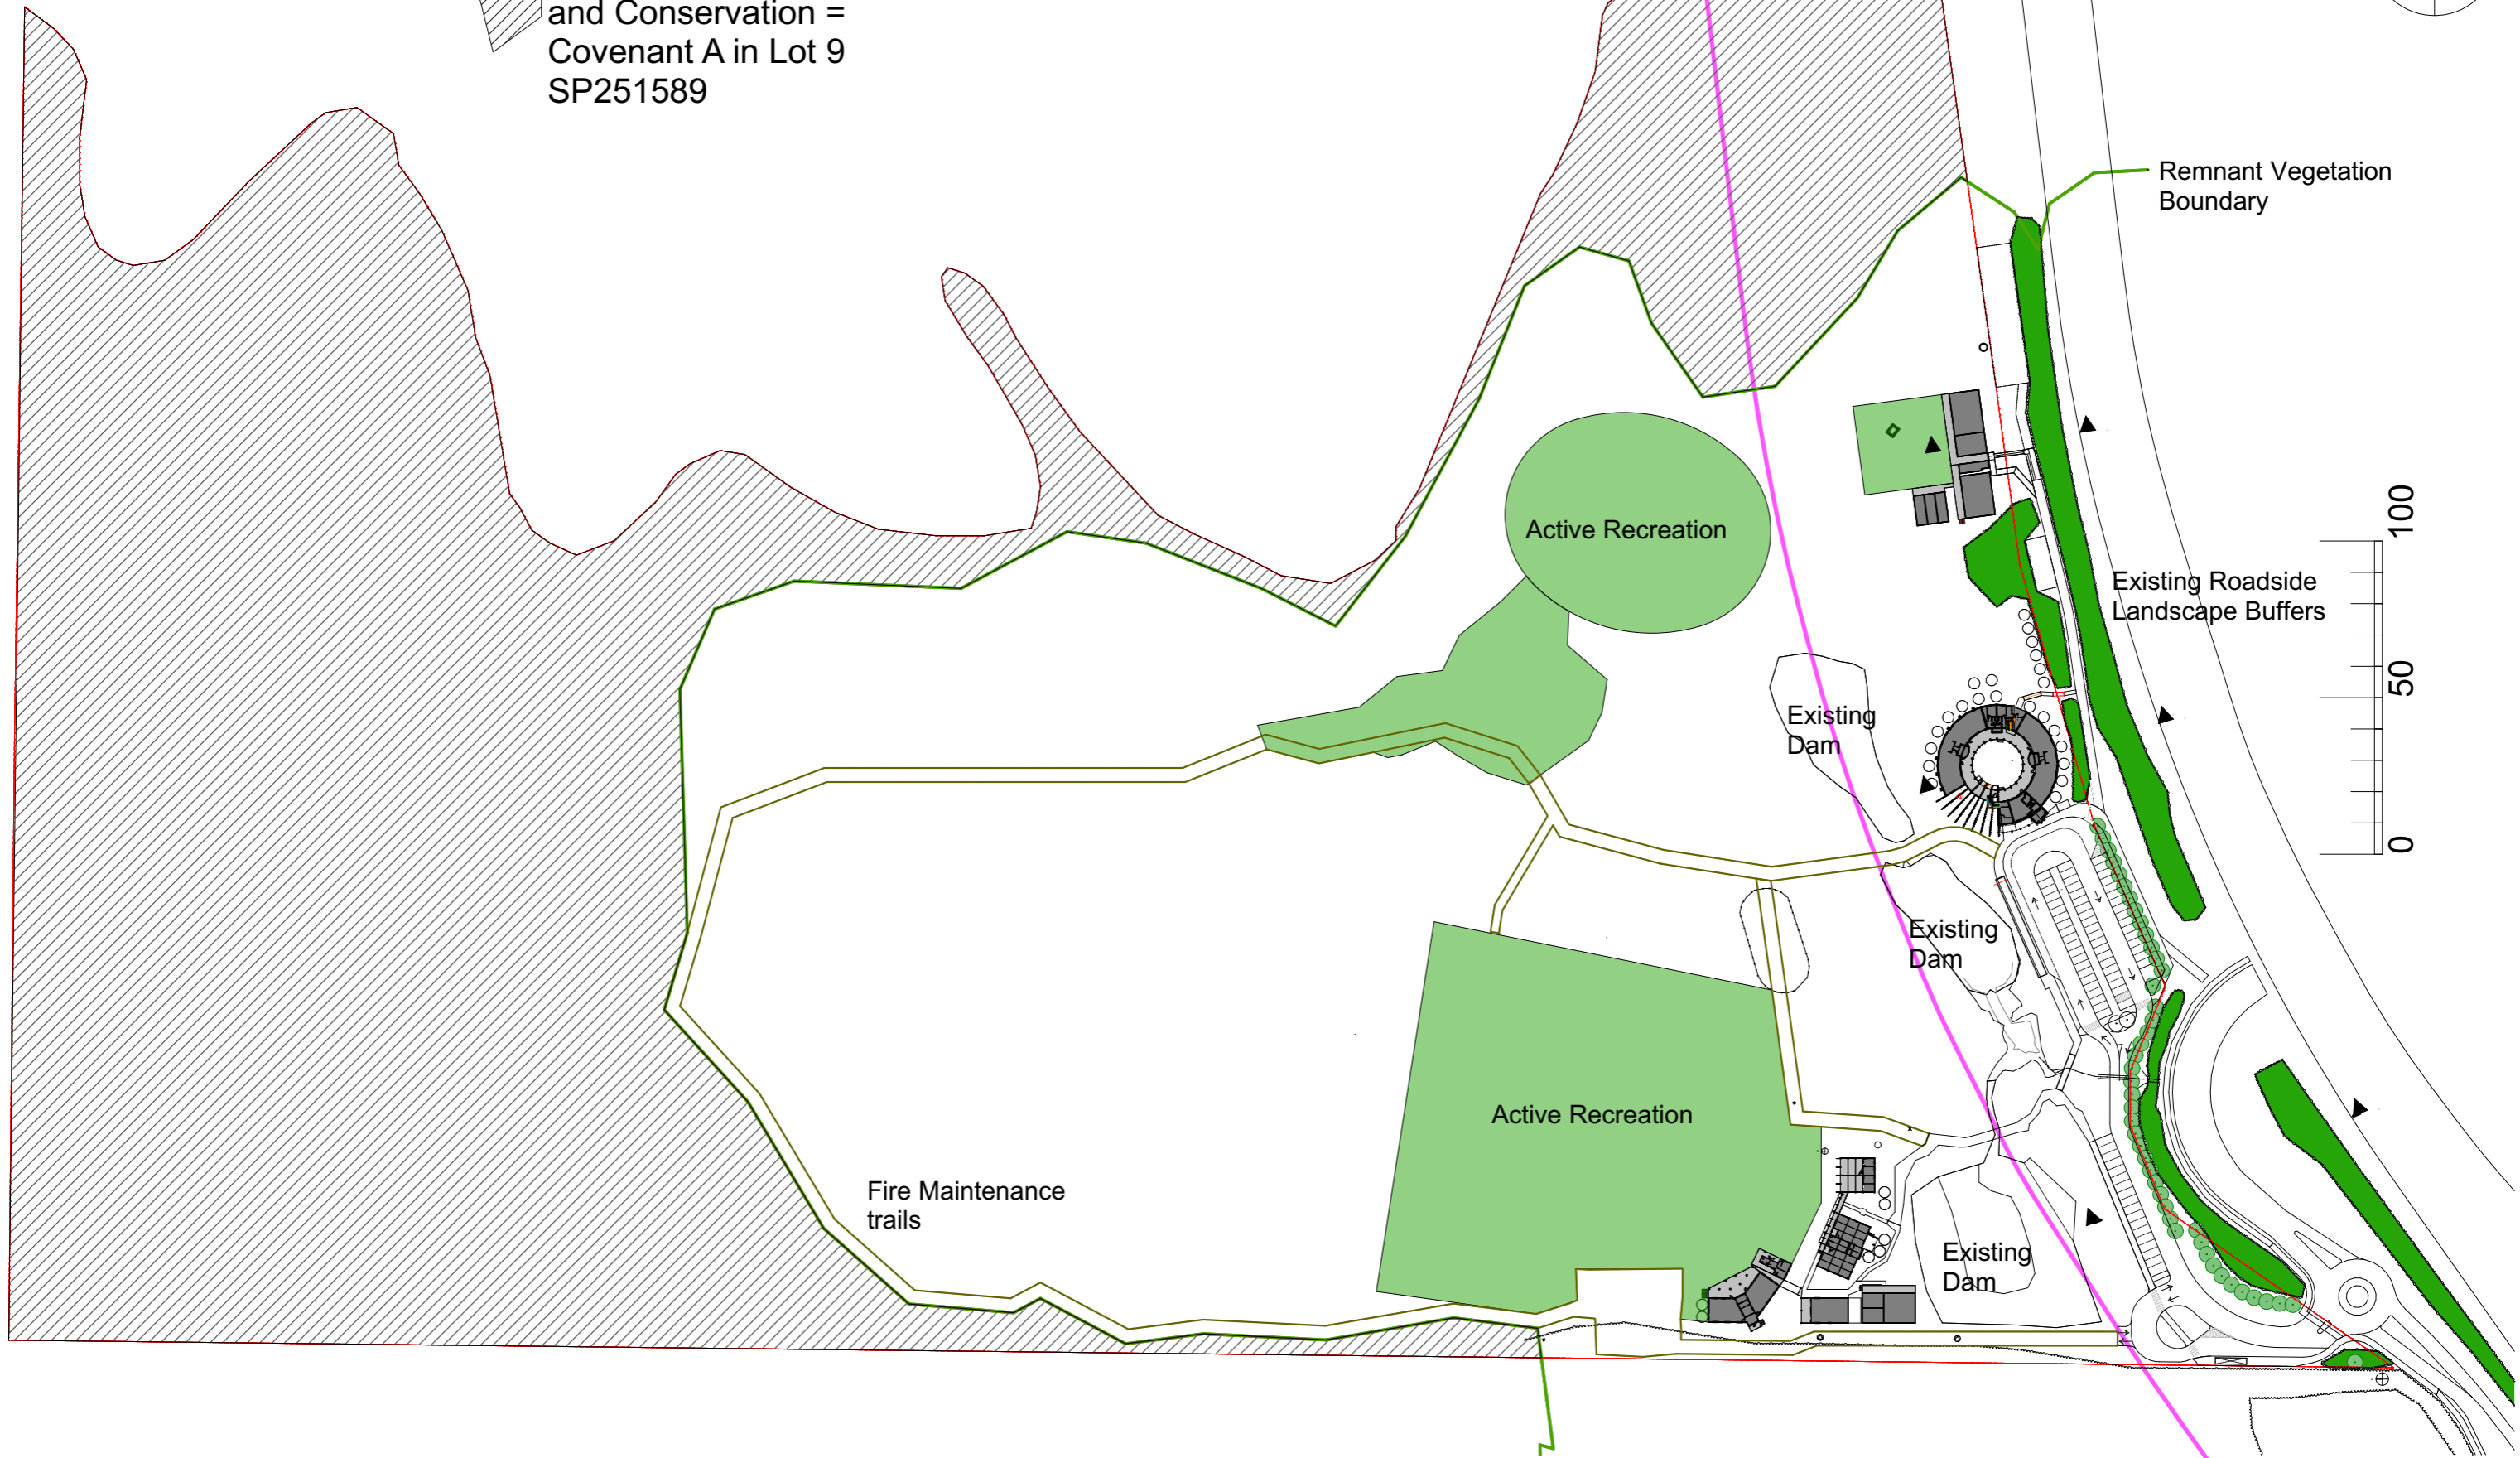 and Conservation =
Covenant A in Lot 9
SP251589
Remnant Vegetation
Boundary
Active Recreation
100
Existing Roadside
Landscape Buffers
50
Existing
Dam
0
Existing
Dam
Active Recreation
Fire Maintenance
trails
Existing
Dam